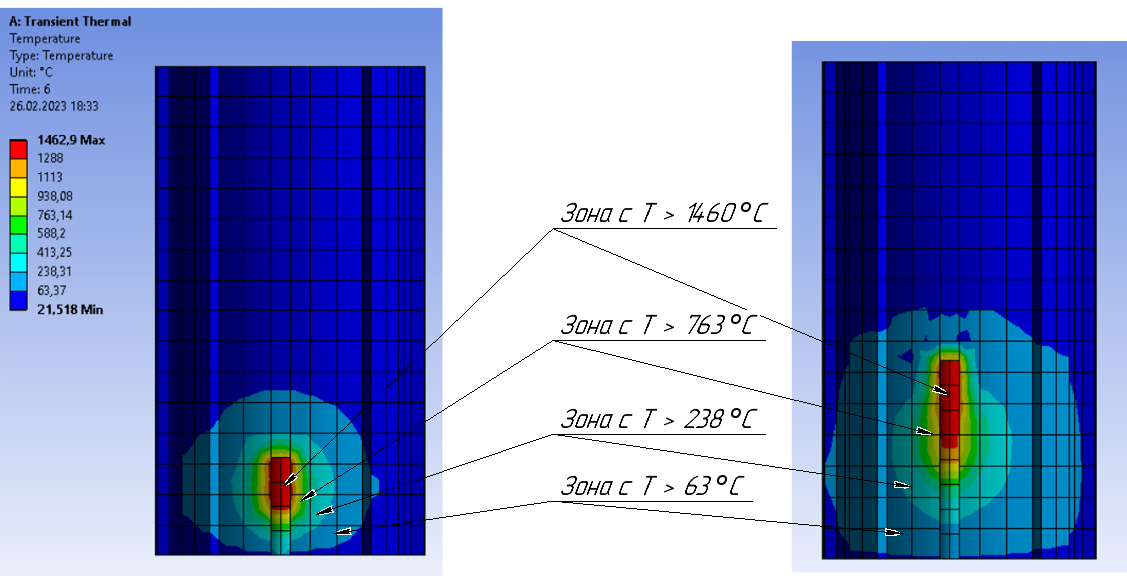 A: Transient Thermal
Temperature
Type: Temperature
Unit: °C
Time: 6
26.02.2023 18:33
1462,9 Max
1288
1113
938,08
763,14
588,2
413,25
238,31
63,37
21,518 Min
Зона с Т > 1460°С
Зона с Т > 763°С
Зона с Т > 238°С
Зона с Т > 63°С